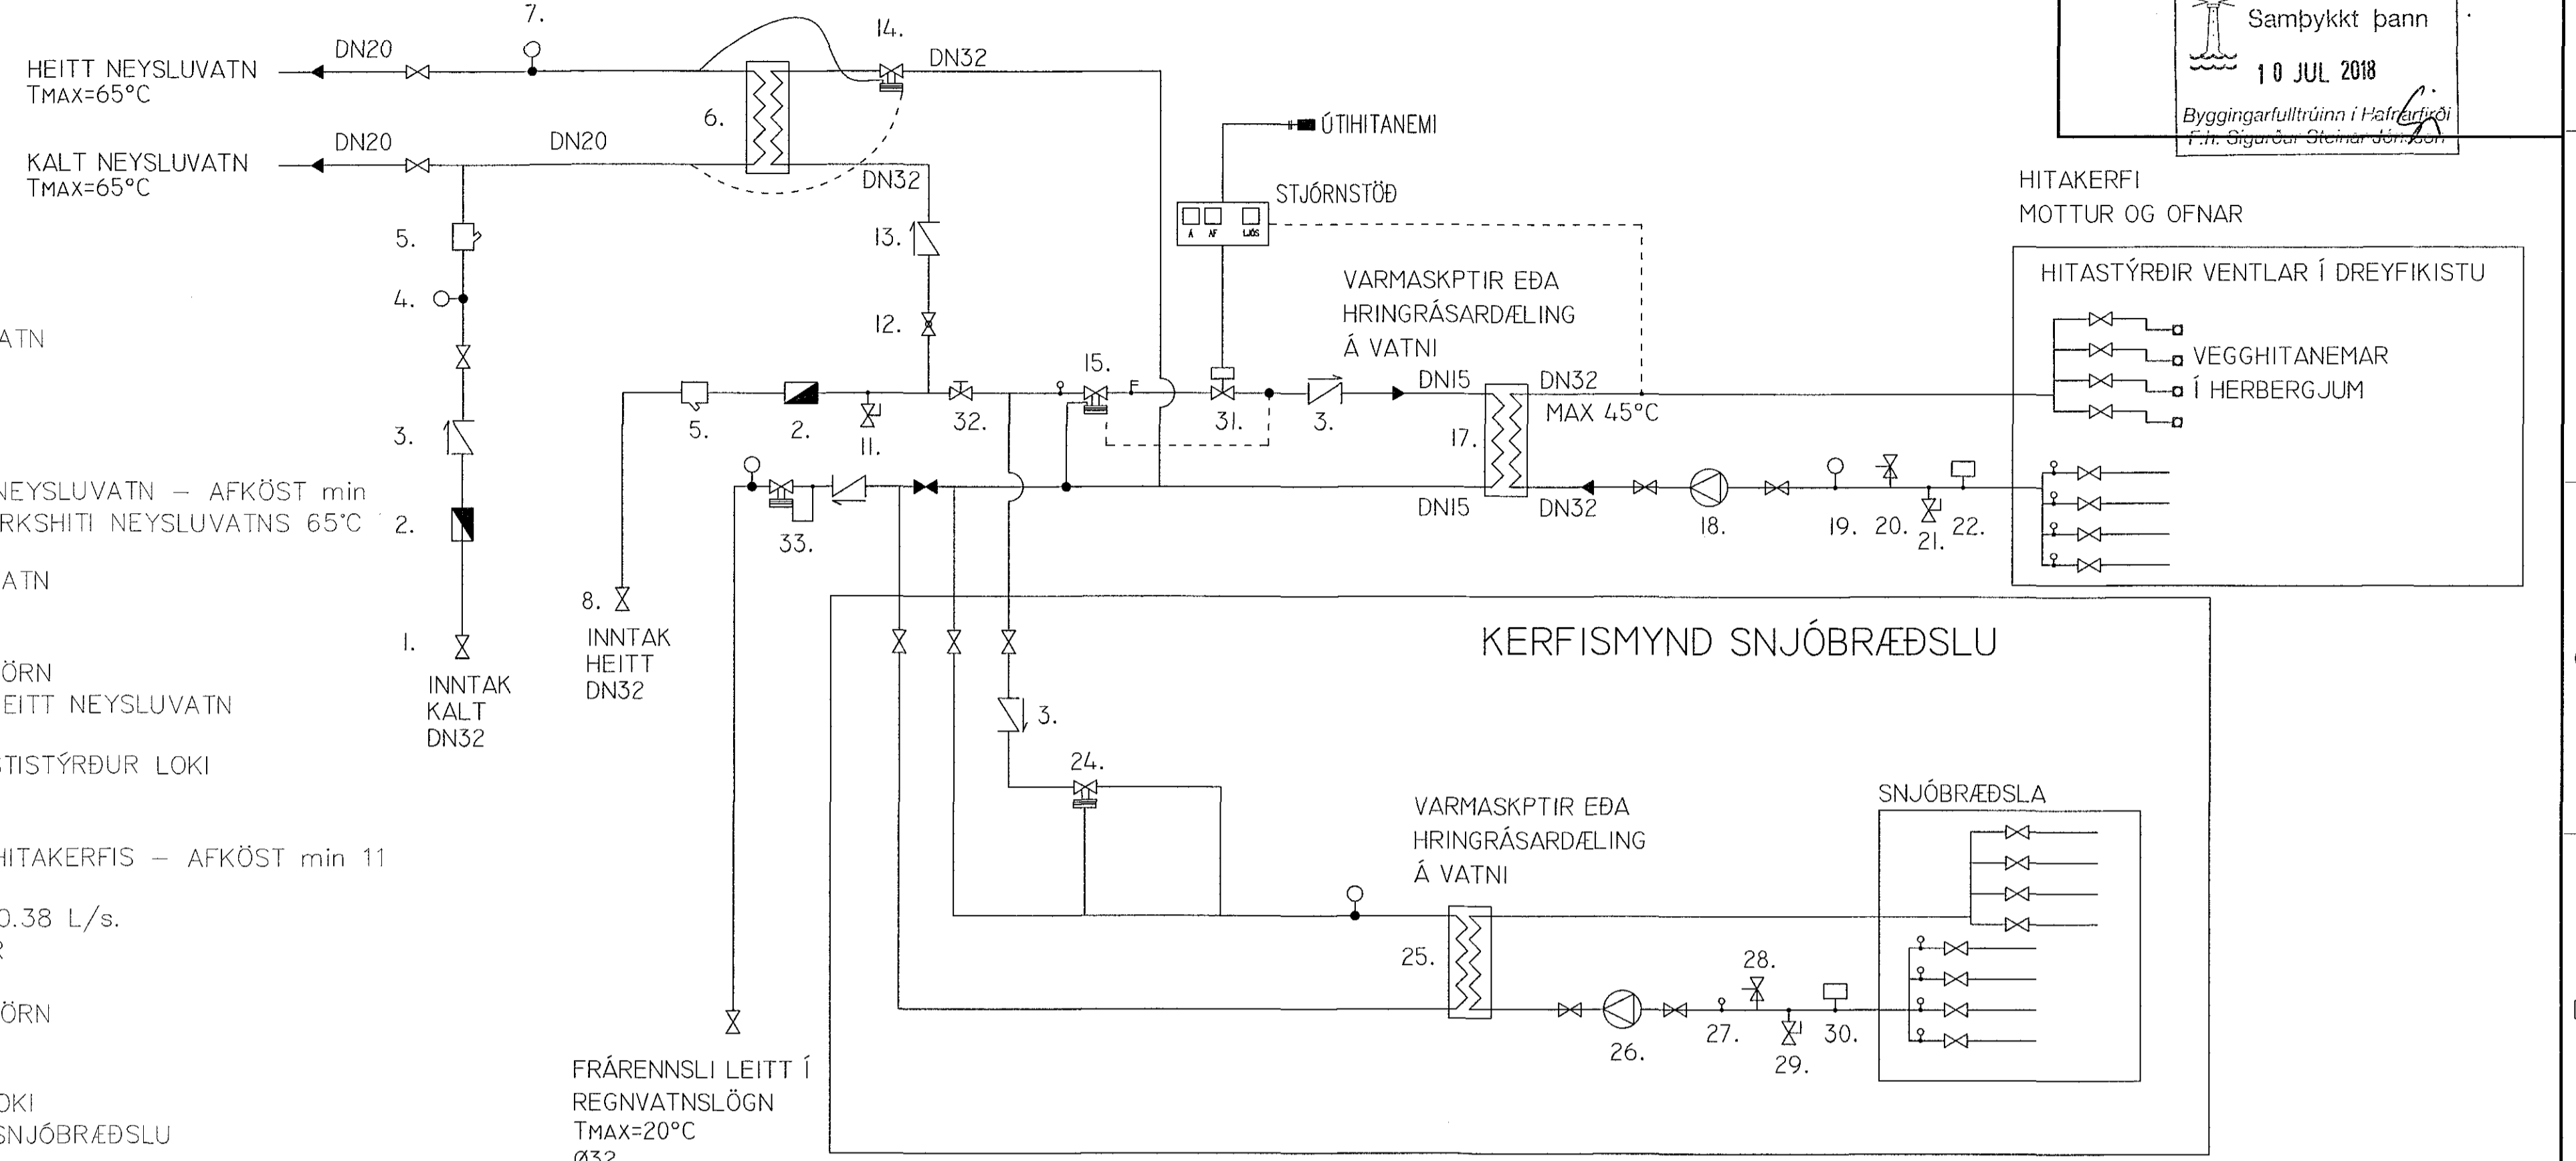 7.
14.
DN20
DN32
HEITT NEYSLUVATN
TMAX=65°C
6.
DN20
DN20
KALT NEYSLUVATN
TMAX=65°C
DN32
13.
5.
4.
12.
ÚTIHITANEMI
STJÓRNSTÖÐ
A AF LJÓS
Samþykkt þann
10 JUL 2018
Byggingarfulltrúinn í Hafnarfirði
F.h. Sigurður Steinar Jónsson
HITAKERFI
MOTTUR OG OFNAR
HITASTÝRÐIR VENTLAR Í DREYFIKISTU
VEGGHITANEMAR
Í HERBERGJUM
VARMASKPTIR EÐA
HRINGRÁSARDÆLING
Á VATNI
15.
F
DN15
DN32
MAX 45°C
5.
2.
11.
32.
31.
3.
17.
DN15
DN32
18.
19.
20.
21.
22.
33.
ATN
3.
NEYSLUVATN – AFKÖST min
RKSHITI NEYSLUVATNS 65°C
2.
ATN
1.
INNTAK
KALT
DN32
8.
INNTAK
HEITT
DN32
ÖRN
EITT NEYSLUVATN
STISTÝRÐUR LOKI
HITAKERFIS – AFKÖST min 11
0.38 L/s.
R
ÖRN
OKI
SNJÓBRÆÐSLU
KERFISMYND SNJÓBRÆÐSLU
3.
24.
VARMASKPTIR EÐA
HRINGRÁSARDÆLING
Á VATNI
SNJÓBRÆÐSLA
25.
26.
27.
28.
29.
30.
FRÁRENNSLI LEITT Í
REGNVATNSLÖGN
TMAX=20°C
Ø32